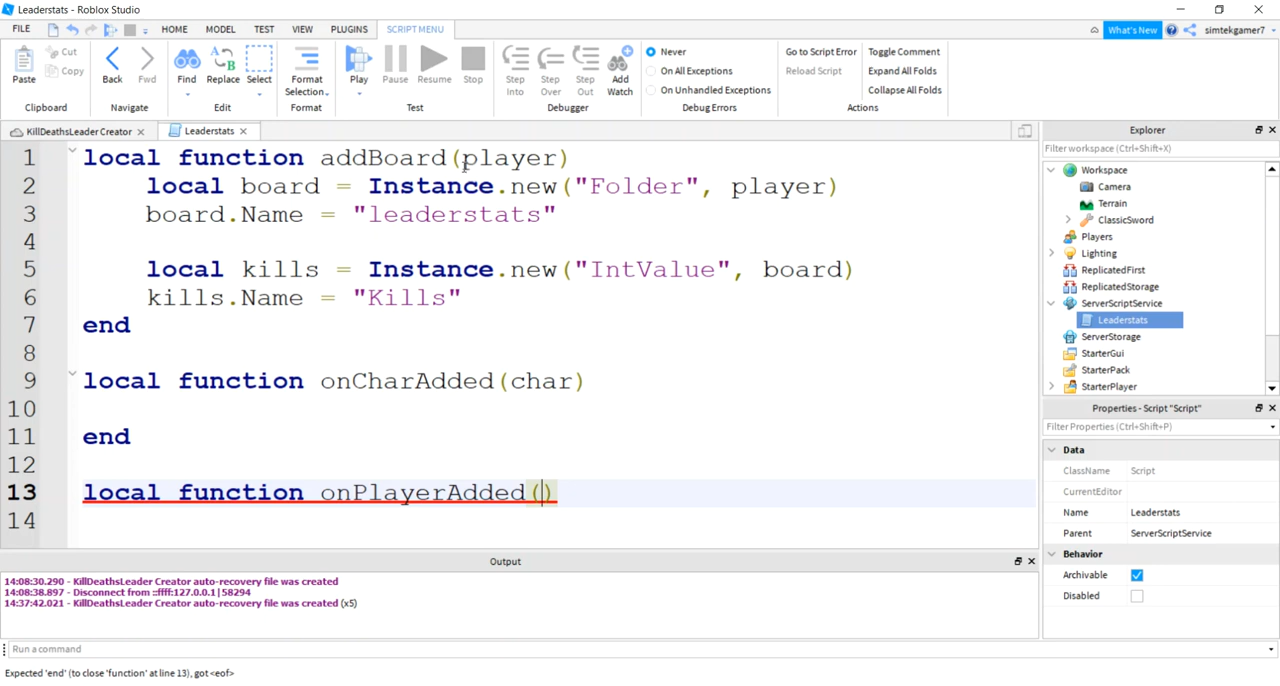 Leaderstats - Roblox Studio
FILE HOME MODEL TEST VIEW PLUGINS SCRIPT MENU What's New simtekgamer7
Paste Cut Copy Back Fwd Find Replace Select Format Selection Play Pause Resume Stop Step Into Step Over Step Out Add Watch
Never Go to Script Error Toggle Comment
On All Exceptions Reload Script Expand All Folds
On Unhandled Exceptions Collapse All Folds
Clipboard Navigate Edit Format Test Debugger Debug Errors Actions
KillDeathsLeader Creator Leaderstats
1 local function addBoard(player)
2 local board = Instance.new("Folder", player)
3 board.Name = "leaderstats"
4
5 local kills = Instance.new("IntValue", board)
6 kills.Name = "Kills"
7 end
8
9 local function onCharAdded(char)
10
11 end
12
13 local function onPlayerAdded()
14
Explorer
Filter workspace (Ctrl+Shift+X)
Workspace
Camera
Terrain
ClassicSword
Players
Lighting
ReplicatedFirst
ReplicatedStorage
ServerScriptService
Leaderstats
ServerStorage
StarterGui
StarterPack
StarterPlayer
Properties - Script "Script"
Filter Properties (Ctrl+Shift+P)
Data
ClassName Script
CurrentEditor
Name Leaderstats
Parent ServerScriptService
Behavior
Archivable
Disabled
Output
14:08:30.290 - KillDeathsLeader Creator auto-recovery file was created
14:08:38.897 - Disconnect from ::ffff:127.0.0.1|58294
14:37:42.021 - KillDeathsLeader Creator auto-recovery file was created (x5)
Run a command
Expected 'end' (to close 'function' at line 13), got <eof>